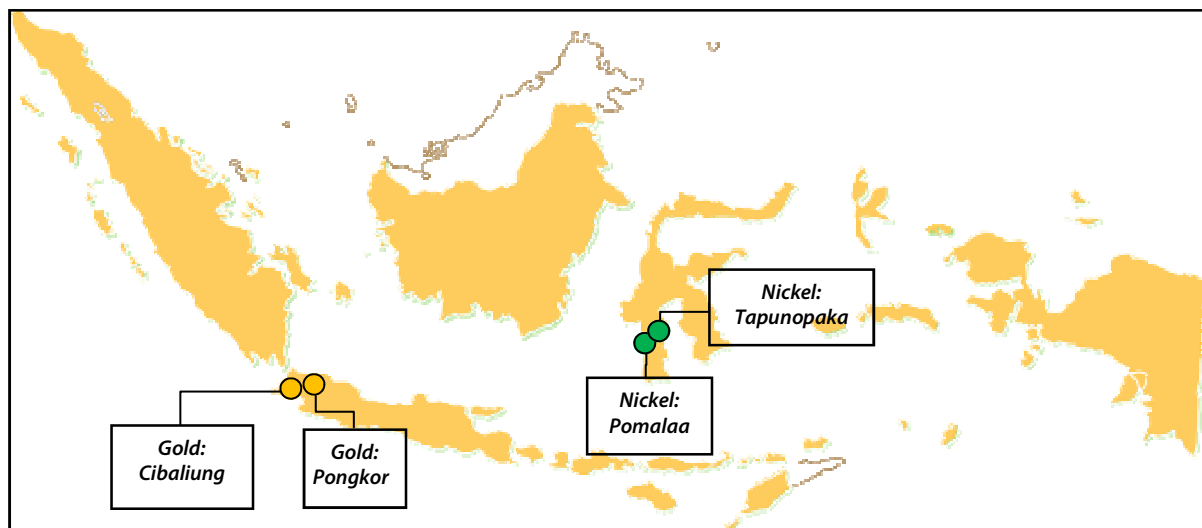 Nickel:
Tapunopaka
Nickel:
Pomalaa
Gold:
Cibaliung
Gold:
Pongkor